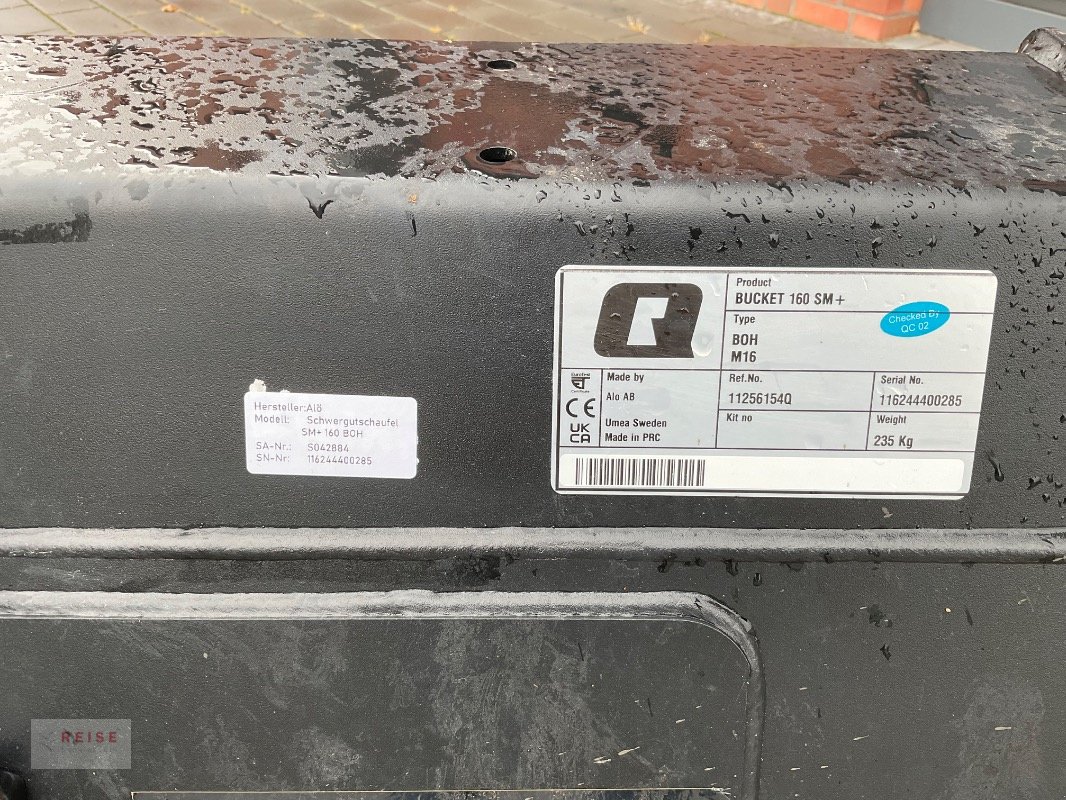 Hersteller:Alö
Modell: Schwergutschaufel
SM+ 160 BOH
SA-Nr.: S042884
SN-Nr: 116244400285
Product
BUCKET 160 SM+
Type
BOH
M16
Checked By
QC 02
Made by
Alo AB
Umea Sweden
Made in PRC
CE
UK
CA
Ref.No.
11256154Q
Serial No.
116244400285
Kit no
Weight
235 Kg
REISE